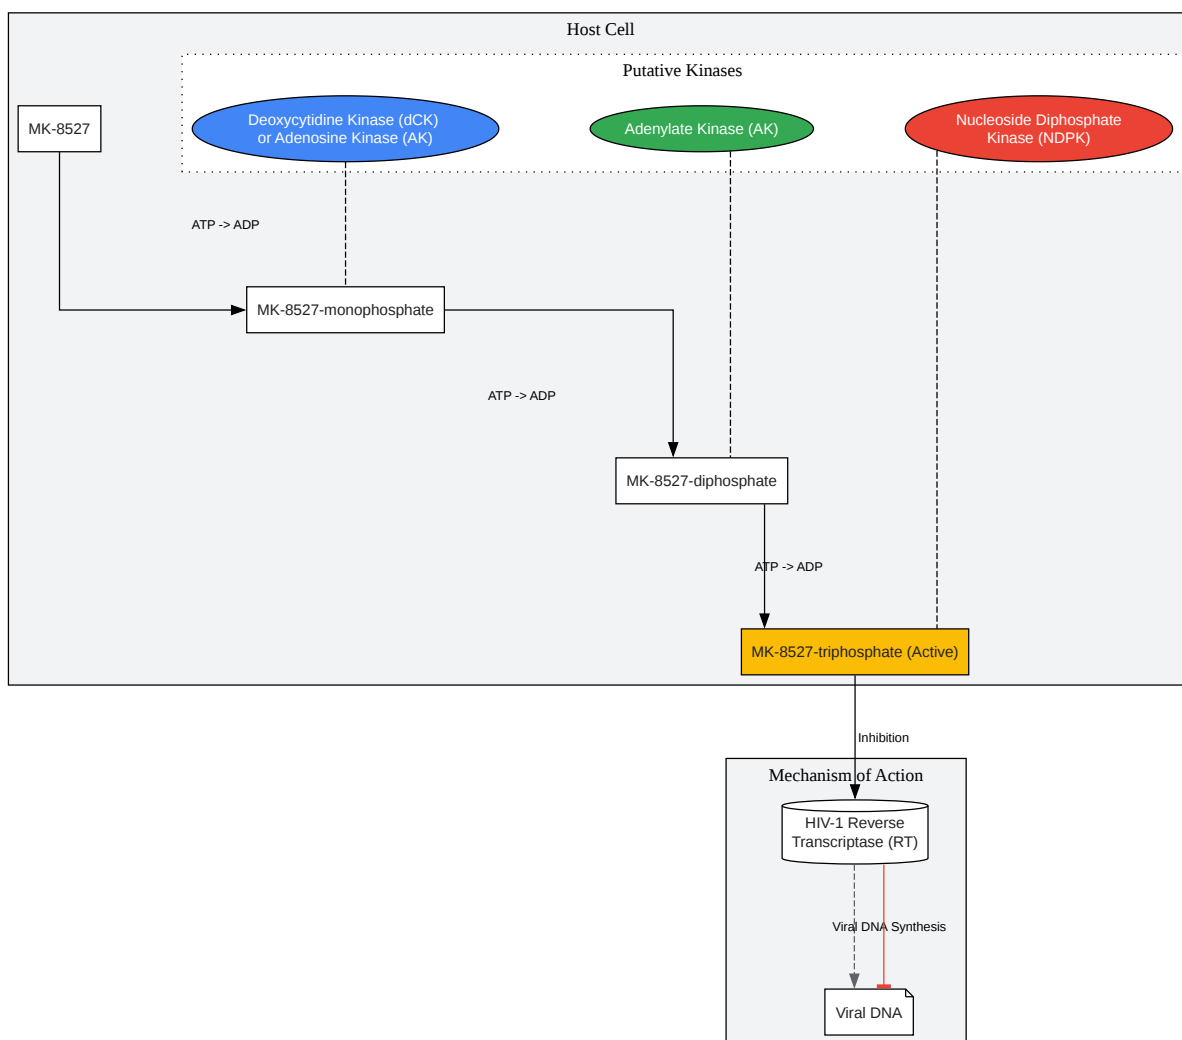 Host Cell
Putative Kinases
MK-8527
Deoxycytidine Kinase (dCK)
or Adenosine Kinase (AK)
Adenylate Kinase (AK)
Nucleoside Diphosphate
Kinase (NDPK)
ATP -> ADP
MK-8527-monophosphate
ATP -> ADP
MK-8527-diphosphate
ATP -> ADP
MK-8527-triphosphate (Active)
Inhibition
Mechanism of Action
HIV-1 Reverse
Transcriptase (RT)
Viral DNA Synthesis
Viral DNA